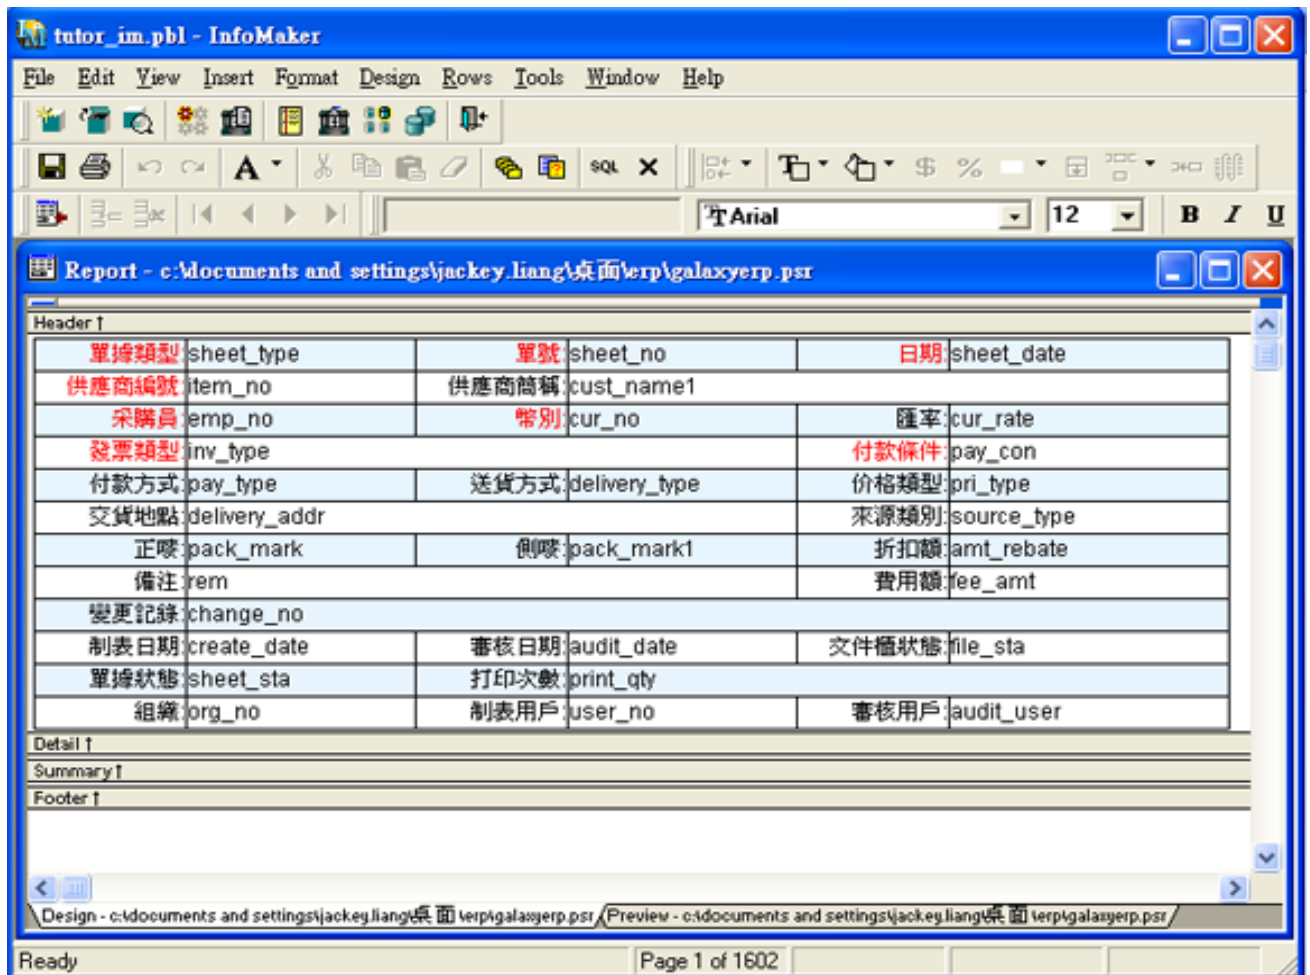 tutor_im.pbl - InfoMaker
File Edit View Insert Format Design Rows Tools Window Help
A $ % SQL
Arial 12 B I U
Report - c:\documents and settings\jackey.liang\桌面\erp\galaxyerp.psr
Header ↑
單據類型:sheet_type 單號:sheet_no 日期:sheet_date
供應商編號:item_no 供應商簡稱:cust_name1
采購員:emp_no 幣別:cur_no 匯率:cur_rate
發票類型:inv_type 付款條件:pay_con
付款方式:pay_type 送貨方式:delivery_type 价格類型:pri_type
交貨地點:delivery_addr 來源類別:source_type
正嘜:pack_mark 側嘜:pack_mark1 折扣額:amt_rebate
備注:rem 費用額:fee_amt
變更記錄:change_no
制表日期:create_date 審核日期:audit_date 文件櫃狀態:file_sta
單據狀態:sheet_sta 打印次數:print_qty
組織:org_no 制表用戶:user_no 審核用戶:audit_user
Detail ↑
Summary ↑
Footer ↑
Design - c:\documents and settings\jackey.liang\桌面\erp\galaxyerp.psr Preview - c:\documents and settings\jackey.liang\桌面\erp\galaxyerp.psr
Ready Page 1 of 1602